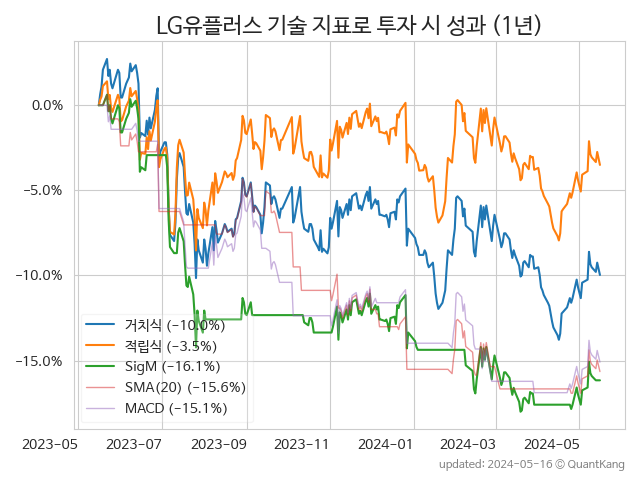 LG유플러스 기술 지표로 투자 시 성과 (1년)
0.0%
−5.0%
−10.0%
−15.0%
거치식 (−10.0%)
적립식 (−3.5%)
SigM (−16.1%)
SMA(20) (−15.6%)
MACD (−15.1%)
2023−05 2023−07 2023−09 2023−11 2024−01 2024−03 2024−05
updated: 2024−05−16 © QuantKang